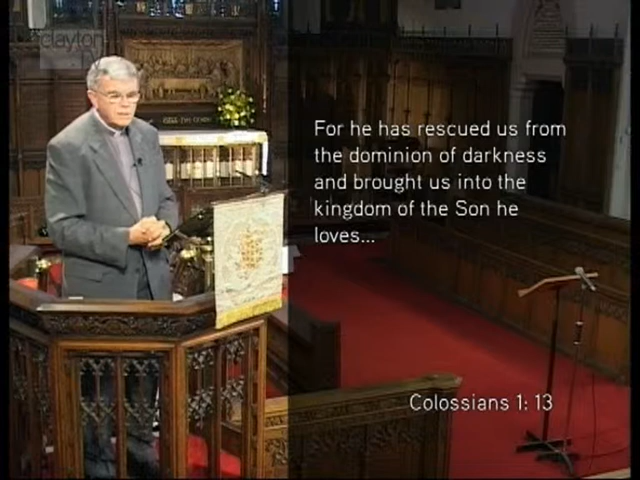 clayton
For he has rescued us from
the dominion of darkness
and brought us into the
kingdom of the Son he
loves...
Colossians 1: 13